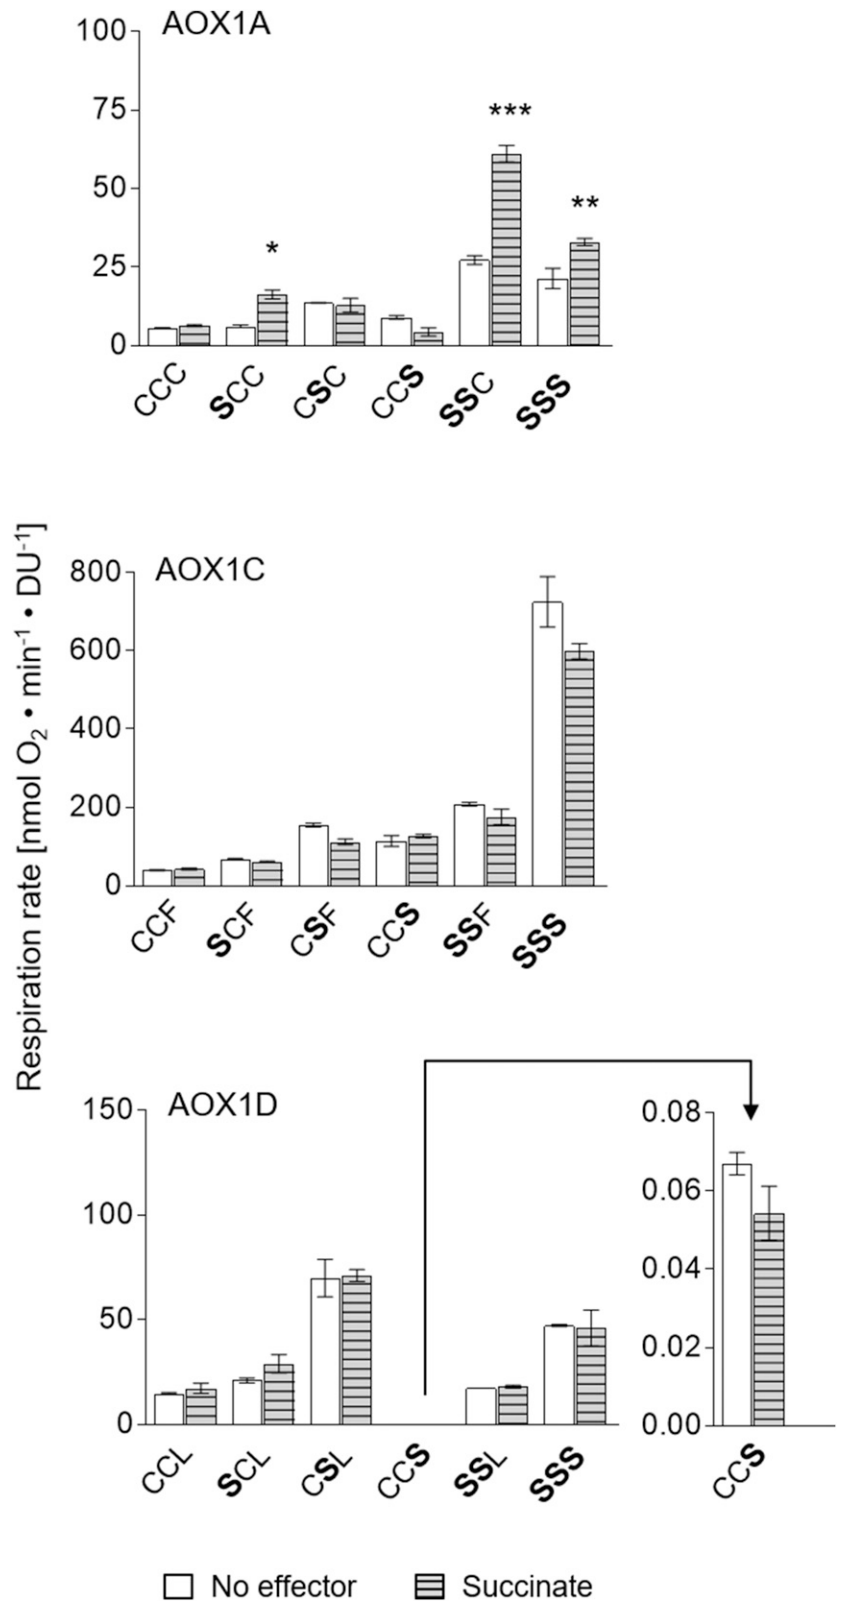 AOX1A
100
75
50
25
0
*
***
**
CCC
SCC
CSC
CCS
SSC
SSS
Respiration rate [nmol O₂ • min⁻¹ • DU⁻¹]
AOX1C
800
600
400
200
0
CCF
SCF
CSF
CCS
SSF
SSS
AOX1D
150
100
50
0
CCL
SCL
CSL
CCS
SSL
SSS
0.08
0.06
0.04
0.02
0.00
CCS
No effector
Succinate